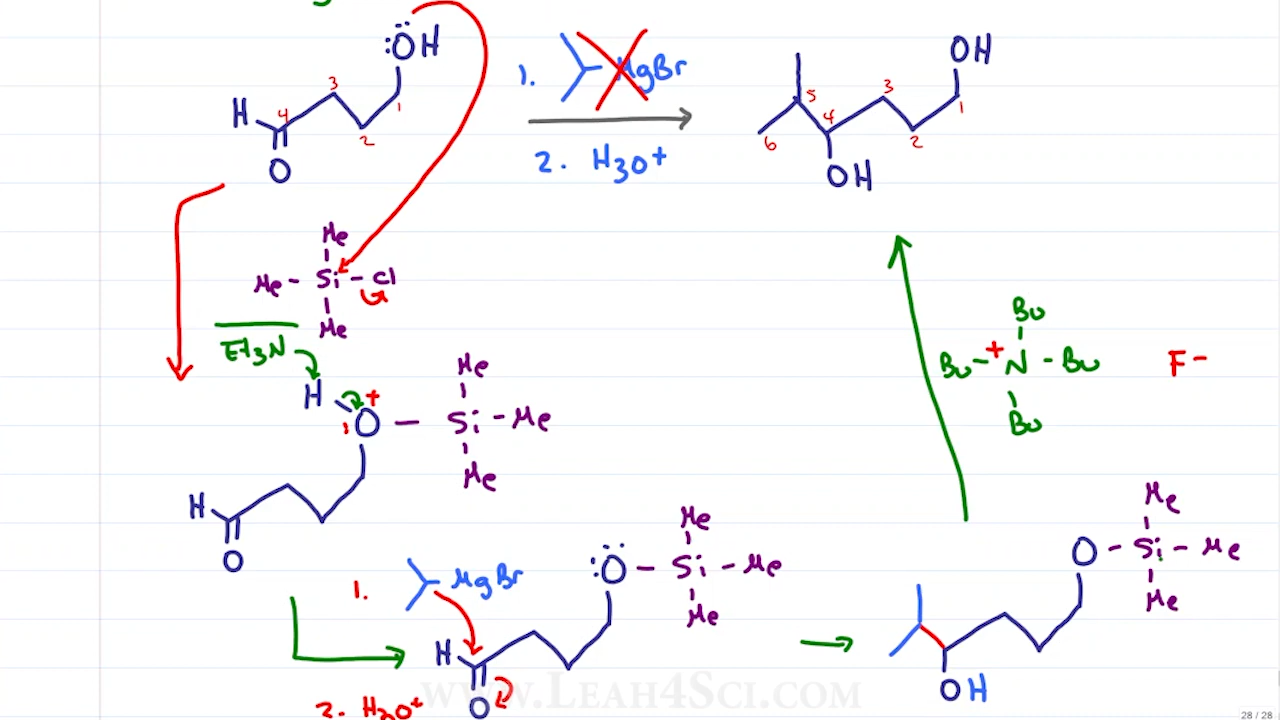 :ÖH
H
4
3
2
1
O
1. MgBr
2. H3O+
OH
6
5
4
3
2
1
OH
Me
Me - Si - Cl
Me
Et3N
H
1 O + - Si - Me
Me
Me
H
O
1. MgBr
2. H3O+
H
O
:Ö - Si - Me
Me
Me
Bu
Bu - N + - Bu
Bu
F-
O - Si - Me
Me
Me
OH
www.Leah4Sci.com
28 / 28